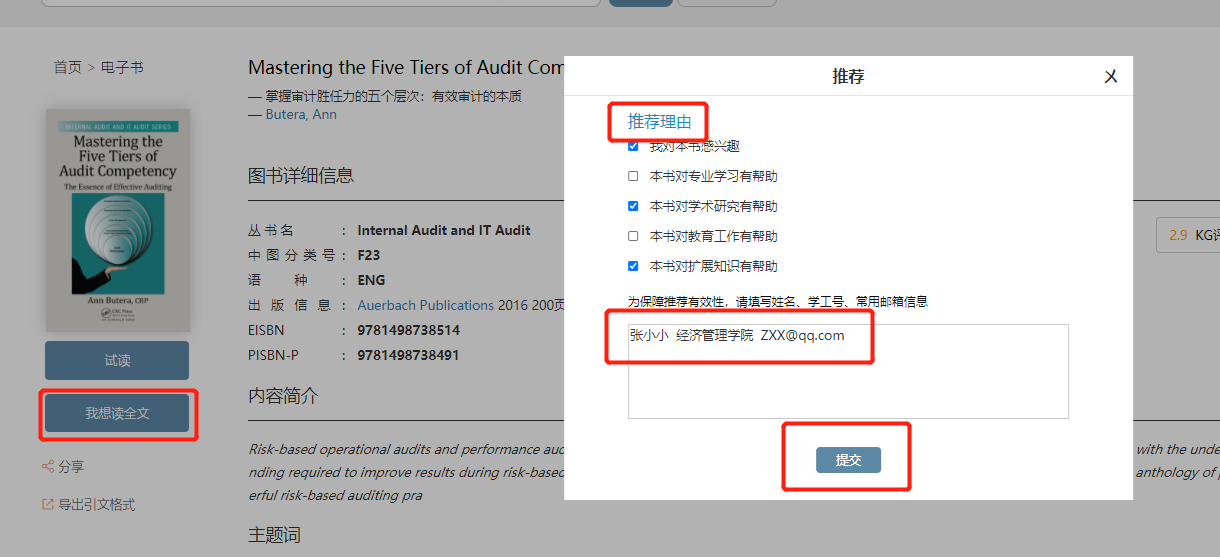 首页 > 电子书
INTERNAL AUDIT AND IT AUDIT SERIES
Mastering the
Five Tiers of
Audit Competency
The Essence of Effective Auditing
Ann Butera, CRP
CRC Press
试读
我想读全文
分享
导出引文格式
Mastering the Five Tiers of Audit Com
— 掌握审计胜任力的五个层次：有效审计的本质
— Butera, Ann
图书详细信息
丛书名 : Internal Audit and IT Audit
中图分类号 : F23
语种 : ENG
出版信息 : Auerbach Publications 2016 200页
EISBN : 9781498738514
PISBN-P : 9781498738491
2.9 KG评
内容简介
Risk-based operational audits and performance aud
with the unde
nding required to improve results during risk-based
anthology of p
erful risk-based auditing pra
主题词
推荐
推荐理由
我对本书感兴趣
本书对专业学习有帮助
本书对学术研究有帮助
本书对教育工作有帮助
本书对扩展知识有帮助
为保障推荐有效性，请填写姓名、学工号、常用邮箱信息
张小小 经济管理学院 ZXX@qq.com
提交